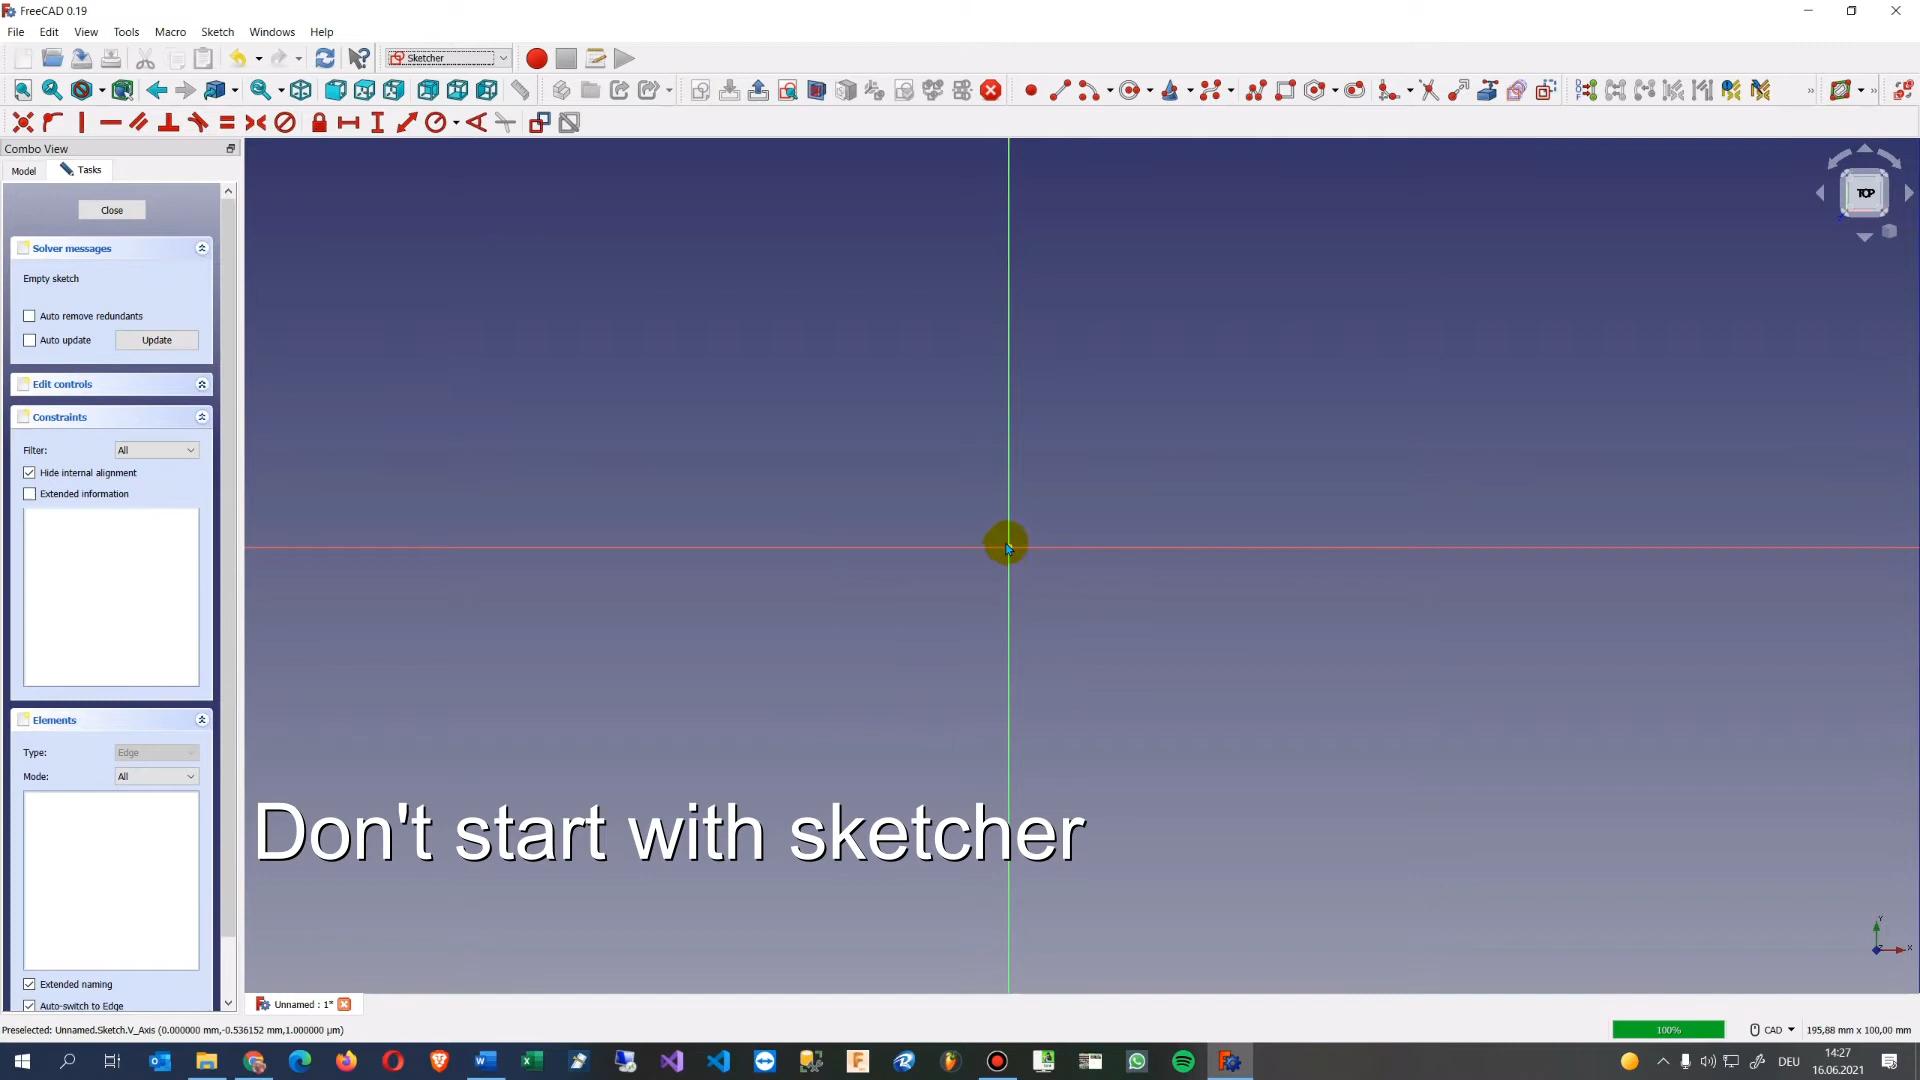 FreeCAD 0.19
File Edit View Tools Macro Sketch Windows Help
Sketcher
Combo View
Model Tasks
Close
Solver messages
Empty sketch
Auto remove redundants
Auto update Update
Edit controls
Constraints
Filter: All
Hide internal alignment
Extended information
Elements
Type: Edge
Mode: All
Extended naming
Auto-switch to Edge
TOP
Don't start with sketcher
Y
X
Z
Unnamed : 1*
Preselected: Unnamed.Sketch.V_Axis (0.000000 mm,-0.536152 mm,1.000000 µm)
100% CAD 195,88 mm x 100,00 mm
DEU
14:27
16.06.2021